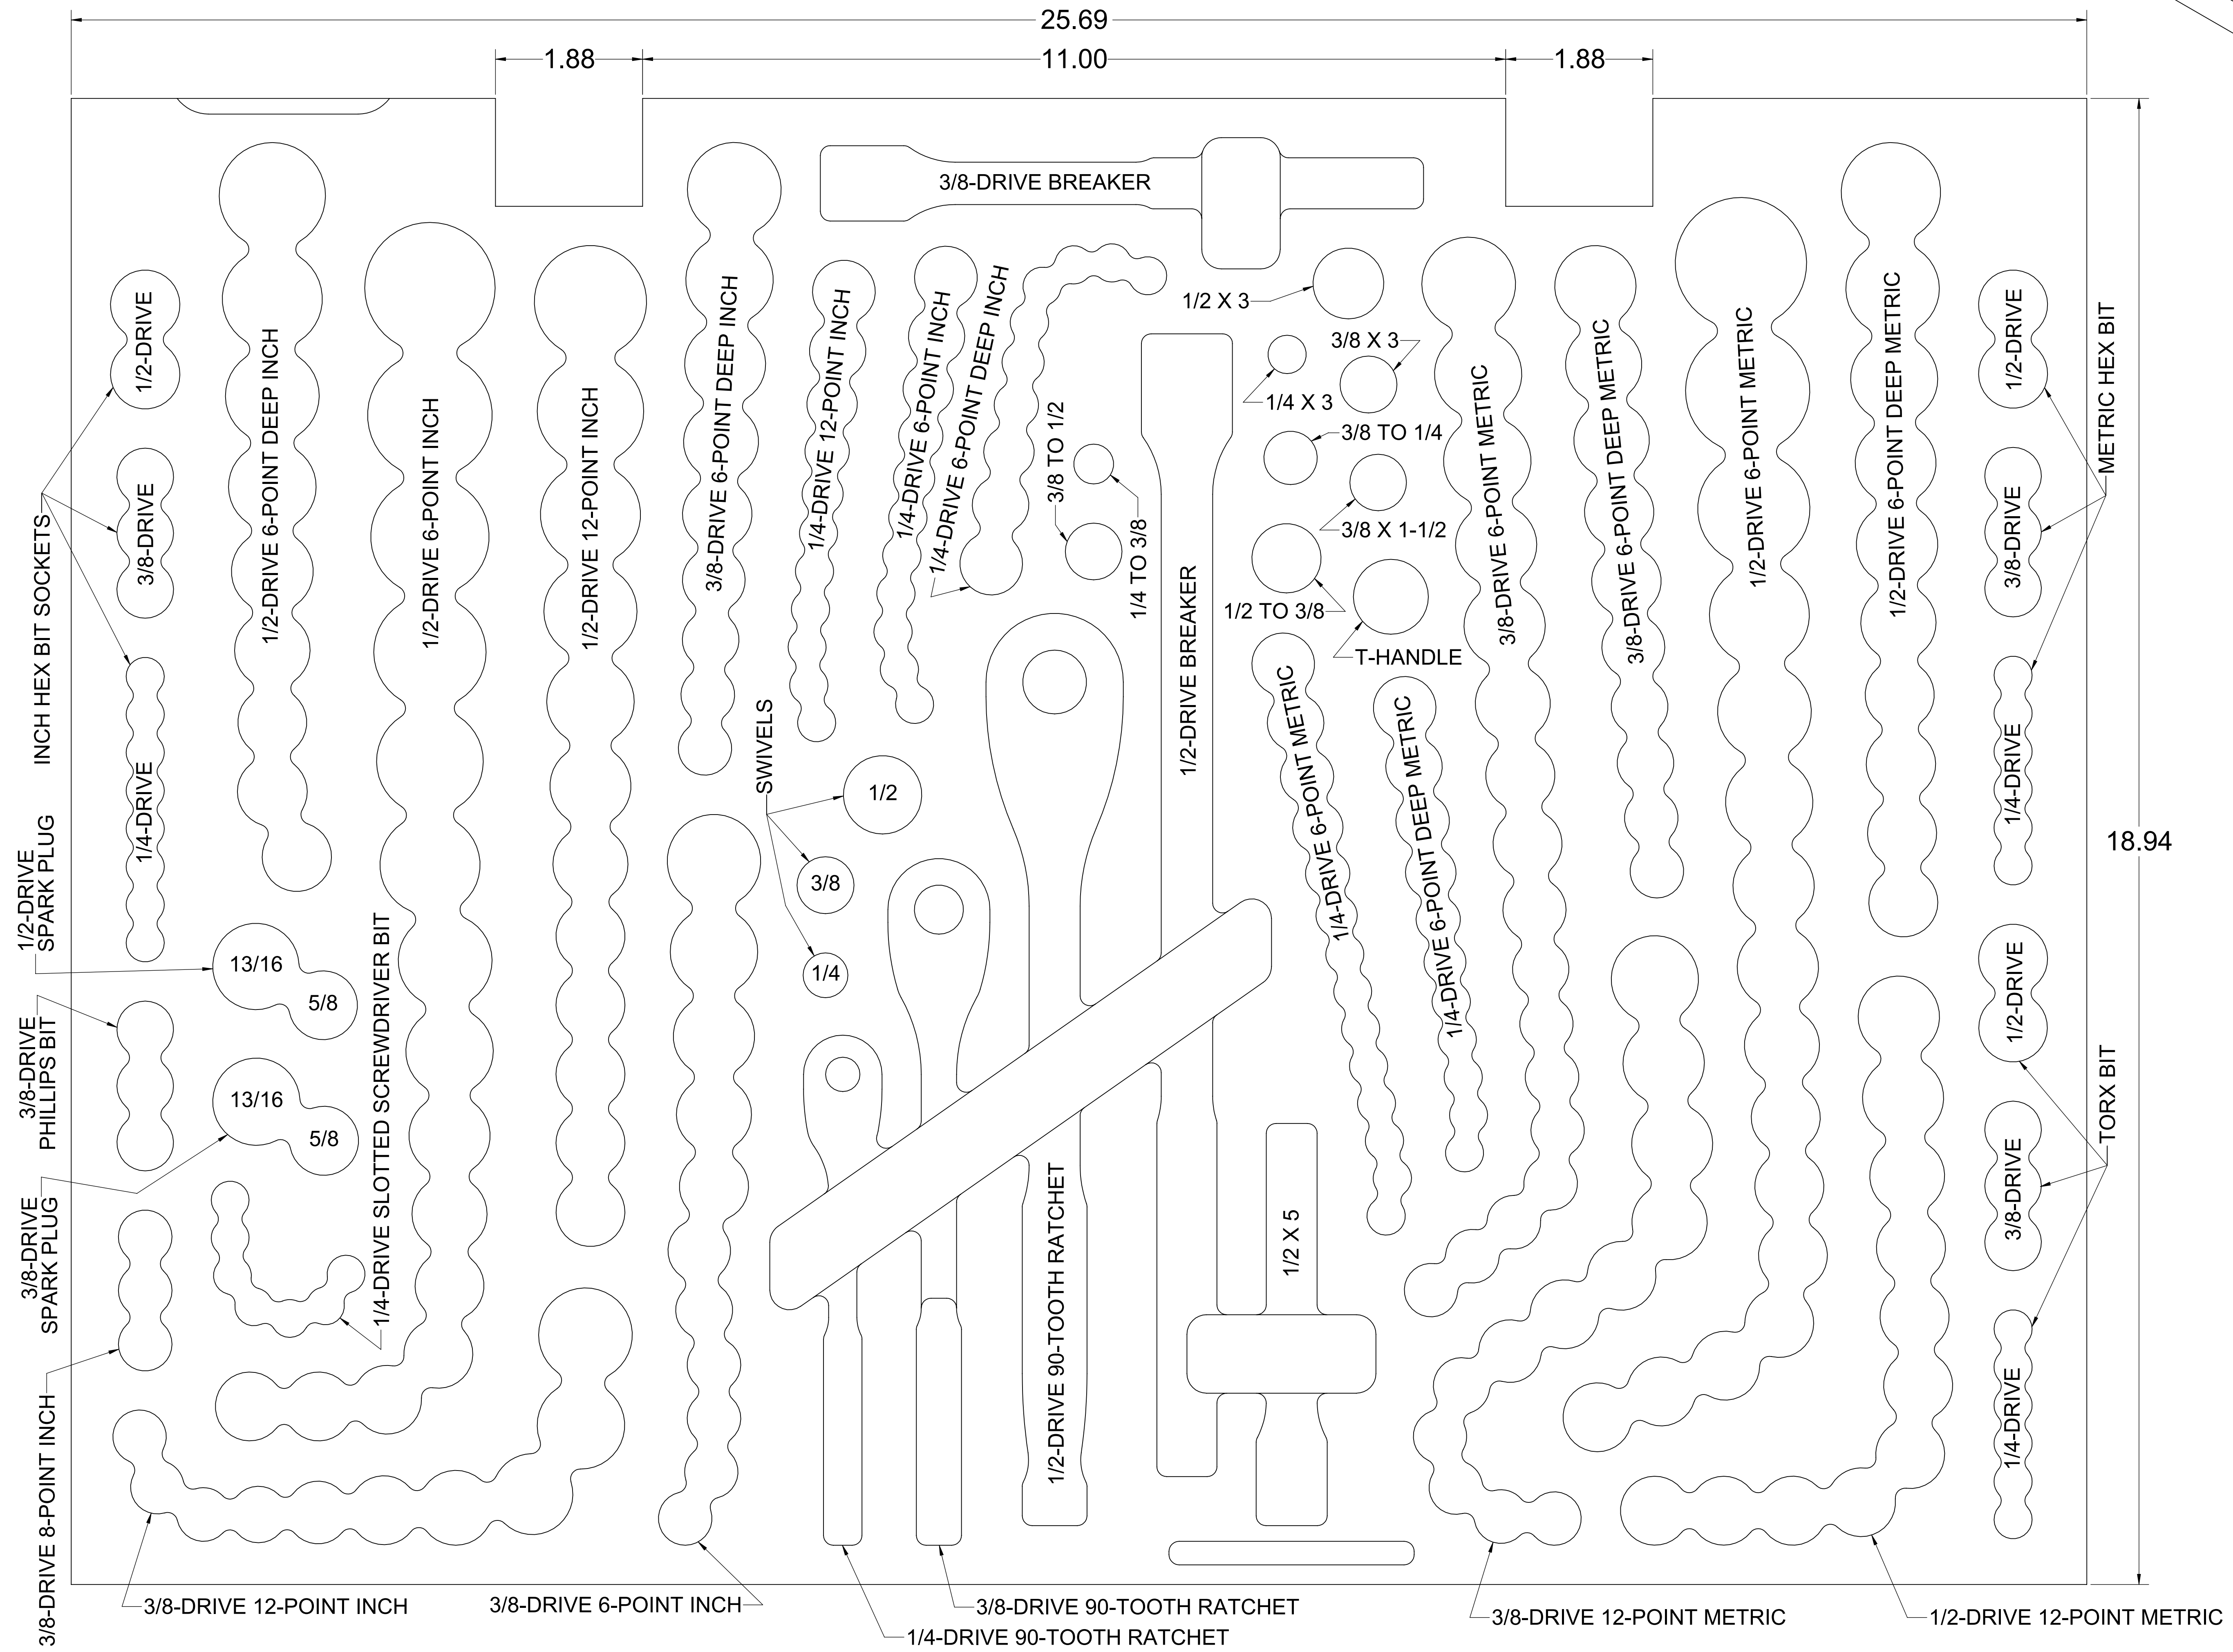 25.69
1.88
11.00
1.88
3/8-DRIVE BREAKER
1/2-DRIVE
3/8-DRIVE
1/4-DRIVE
INCH HEX BIT SOCKETS
1/2-DRIVE 6-POINT DEEP INCH
1/2-DRIVE 6-POINT INCH
1/2-DRIVE 12-POINT INCH
3/8-DRIVE 6-POINT DEEP INCH
1/4-DRIVE 12-POINT INCH
1/4-DRIVE 6-POINT INCH
1/4-DRIVE 6-POINT DEEP INCH
3/8 TO 1/2
1/4 TO 3/8
1/2-DRIVE BREAKER
1/2 X 3
3/8 X 3
1/4 X 3
3/8 TO 1/4
3/8 X 1-1/2
1/2 TO 3/8
T-HANDLE
3/8-DRIVE 6-POINT METRIC
3/8-DRIVE 6-POINT DEEP METRIC
1/2-DRIVE 6-POINT METRIC
1/2-DRIVE 6-POINT DEEP METRIC
1/2-DRIVE
3/8-DRIVE
1/4-DRIVE
METRIC HEX BIT
18.94
SWIVELS
1/2
3/8
1/4
1/4-DRIVE 6-POINT METRIC
1/4-DRIVE 6-POINT DEEP METRIC
1/2-DRIVE
SPARK PLUG
13/16
5/8
3/8-DRIVE
PHILLIPS BIT
13/16
5/8
3/8-DRIVE
SPARK PLUG
1/4-DRIVE SLOTTED SCREWDRIVER BIT
1/2-DRIVE 90-TOOTH RATCHET
1/2 X 5
1/2-DRIVE
3/8-DRIVE
1/4-DRIVE
TORX BIT
3/8-DRIVE 8-POINT INCH
3/8-DRIVE 12-POINT INCH
3/8-DRIVE 6-POINT INCH
3/8-DRIVE 90-TOOTH RATCHET
1/4-DRIVE 90-TOOTH RATCHET
3/8-DRIVE 12-POINT METRIC
1/2-DRIVE 12-POINT METRIC